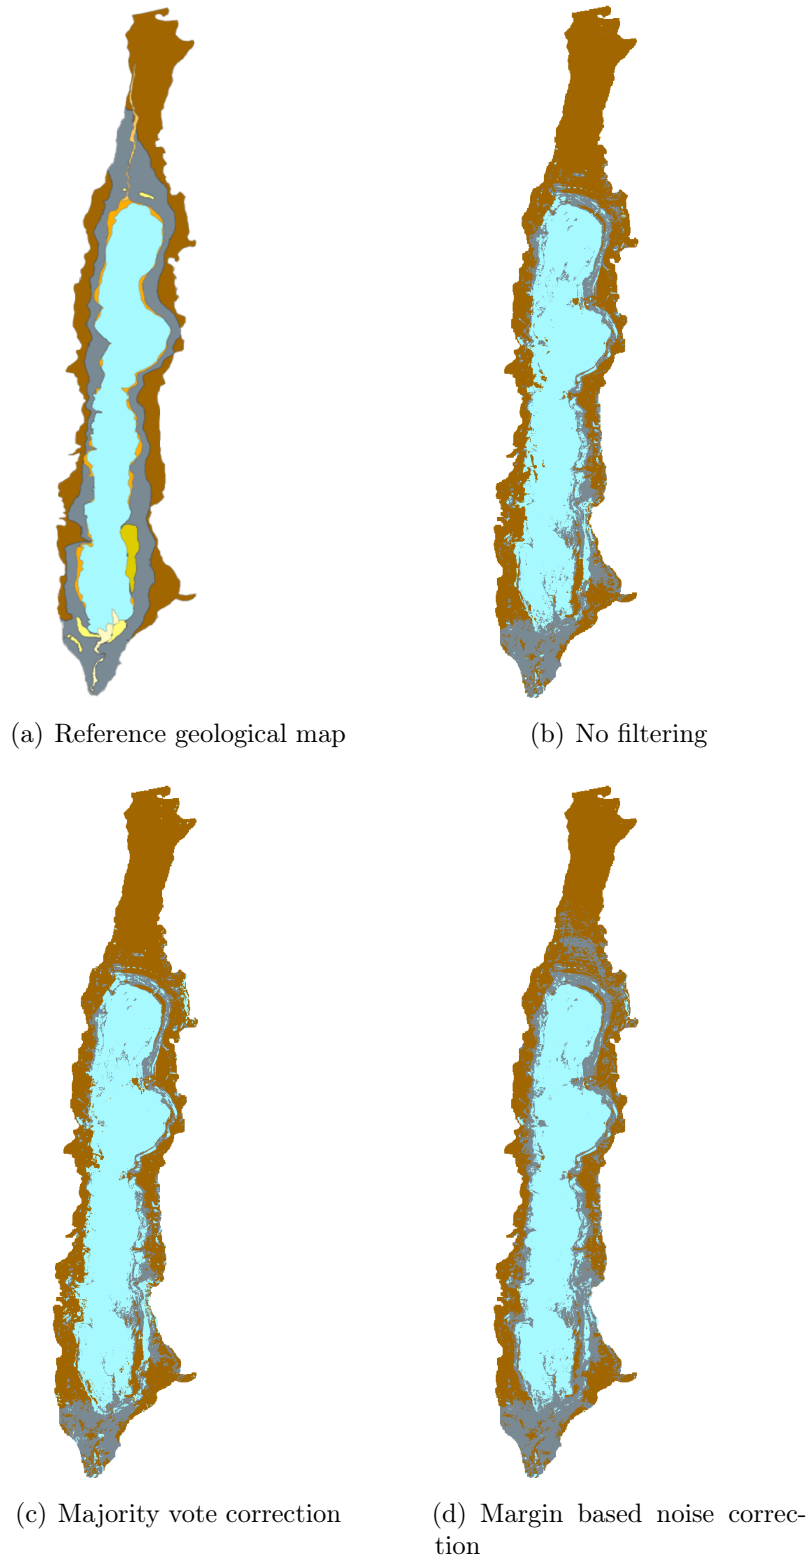 (a) Reference geological map
(b) No filtering
(c) Majority vote correction
(d) Margin based noise correc-
tion